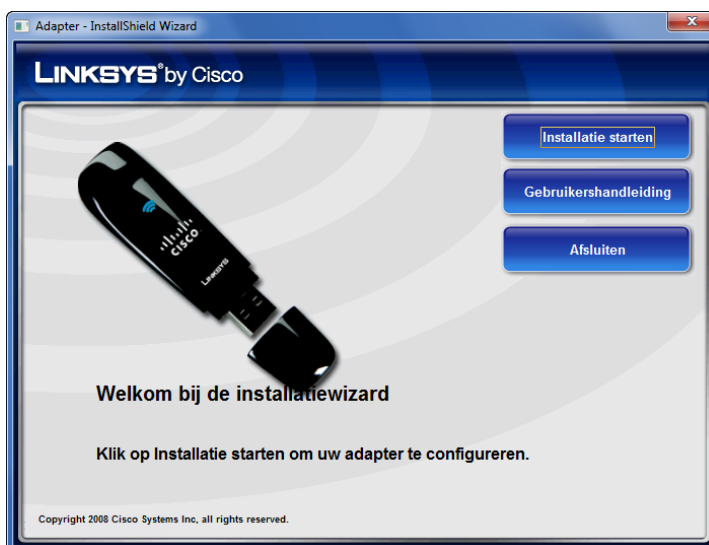 Adapter - InstallShield Wizard
LINKSYS® by Cisco
Installatie starten
Gebruikershandleiding
Afsluiten
CISCO
LINKSYS
Welkom bij de installatiewizard
Klik op Installatie starten om uw adapter te configureren.
Copyright 2008 Cisco Systems Inc, all rights reserved.